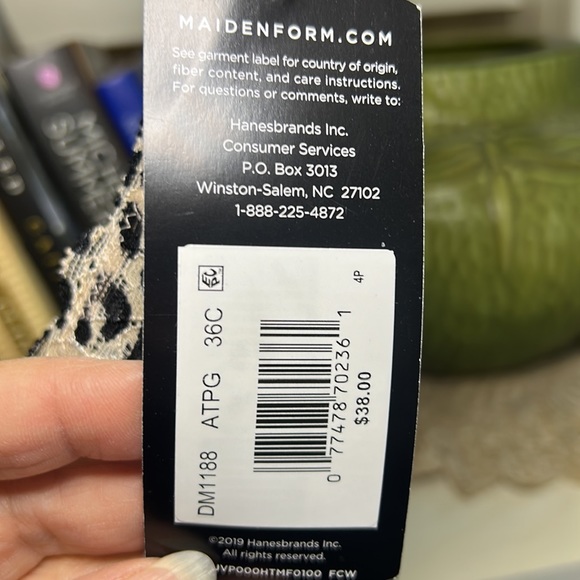 MAIDENFORM.COM
See garment label for country of origin,
fiber content, and care instructions.
For questions or comments, write to:
Hanesbrands Inc.
Consumer Services
P.O. Box 3013
Winston-Salem, NC 27102
1-888-225-4872
DM1188 ATPG 36C
0 77478 70236 1
$38.00
4P
©2019 Hanesbrands Inc.
All rights reserved.
JVP000HTMF0100 FCW